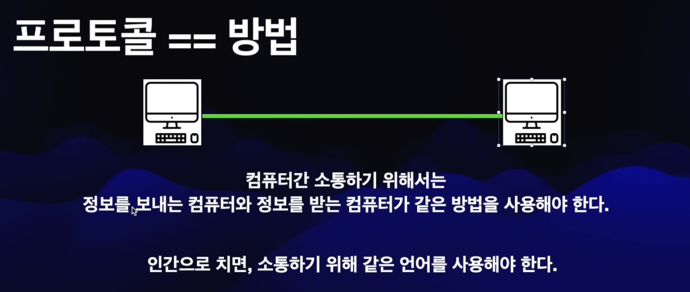 프로토콜 == 방법
컴퓨터간 소통하기 위해서는
정보를 보내는 컴퓨터와 정보를 받는 컴퓨터가 같은 방법을 사용해야 한다.
인간으로 치면, 소통하기 위해 같은 언어를 사용해야 한다.